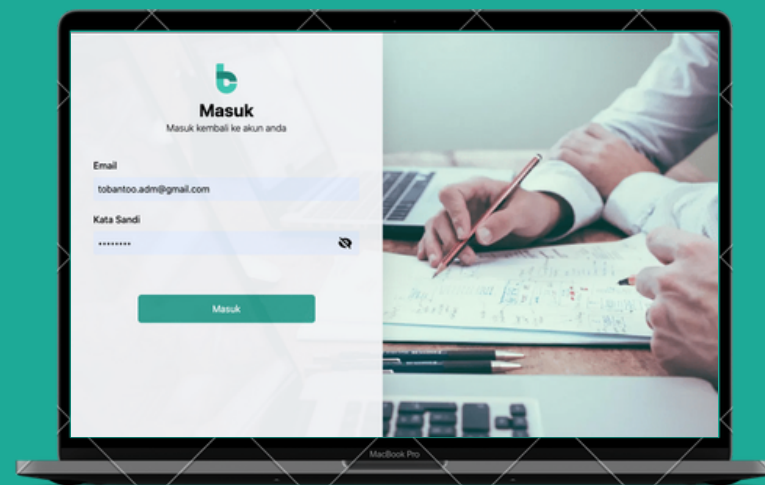 Masuk
Masuk kembali ke akun anda
Email
tobantoo.adm@gmail.com
Kata Sandi
••••••••
Masuk
MacBook Pro